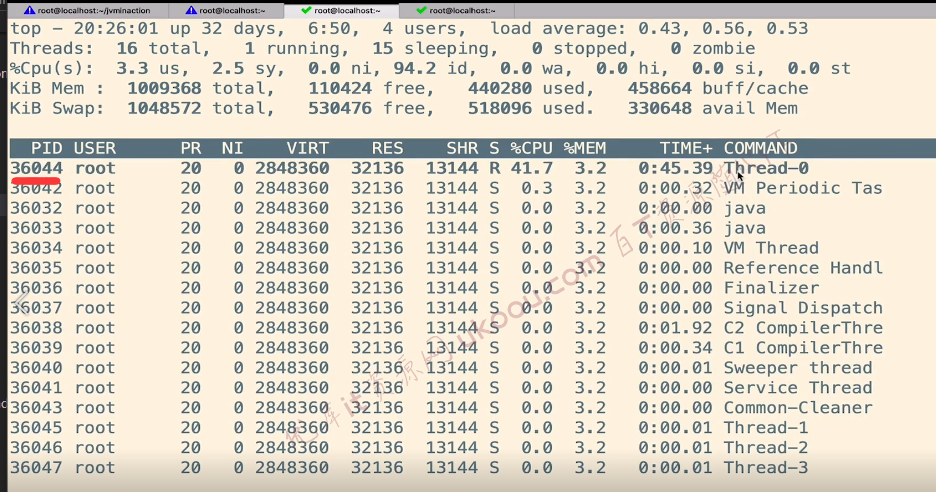 root@localhost:~/jvminaction root@localhost:~ root@localhost:~ root@localhost:~
top - 20:26:01 up 32 days,  6:50,  4 users,  load average: 0.43, 0.56, 0.53
Threads:  16 total,   1 running,  15 sleeping,   0 stopped,   0 zombie
%Cpu(s):  3.3 us,  2.5 sy,  0.0 ni, 94.2 id,  0.0 wa,  0.0 hi,  0.0 si,  0.0 st
KiB Mem :  1009368 total,   110424 free,   440280 used,   458664 buff/cache
KiB Swap:  1048572 total,   530476 free,   518096 used.   330648 avail Mem
PID USER PR NI VIRT RES SHR S %CPU %MEM TIME+ COMMAND
36044 root 20 0 2848360 32136 13144 R 41.7 3.2 0:45.39 Thread-0
36042 root 20 0 2848360 32136 13144 S 0.3 3.2 0:00.32 VM Periodic Tas
36032 root 20 0 2848360 32136 13144 S 0.0 3.2 0:00.00 java
36033 root 20 0 2848360 32136 13144 S 0.0 3.2 0:00.36 java
36034 root 20 0 2848360 32136 13144 S 0.0 3.2 0:00.10 VM Thread
36035 root 20 0 2848360 32136 13144 S 0.0 3.2 0:00.00 Reference Handl
36036 root 20 0 2848360 32136 13144 S 0.0 3.2 0:00.00 Finalizer
36037 root 20 0 2848360 32136 13144 S 0.0 3.2 0:00.00 Signal Dispatch
36038 root 20 0 2848360 32136 13144 S 0.0 3.2 0:01.92 C2 CompilerThre
36039 root 20 0 2848360 32136 13144 S 0.0 3.2 0:00.34 C1 CompilerThre
36040 root 20 0 2848360 32136 13144 S 0.0 3.2 0:00.01 Sweeper thread
36041 root 20 0 2848360 32136 13144 S 0.0 3.2 0:00.00 Service Thread
36043 root 20 0 2848360 32136 13144 S 0.0 3.2 0:00.00 Common-Cleaner
36045 root 20 0 2848360 32136 13144 S 0.0 3.2 0:00.01 Thread-1
36046 root 20 0 2848360 32136 13144 S 0.0 3.2 0:00.01 Thread-2
36047 root 20 0 2848360 32136 13144 S 0.0 3.2 0:00.01 Thread-3
ukoou.com